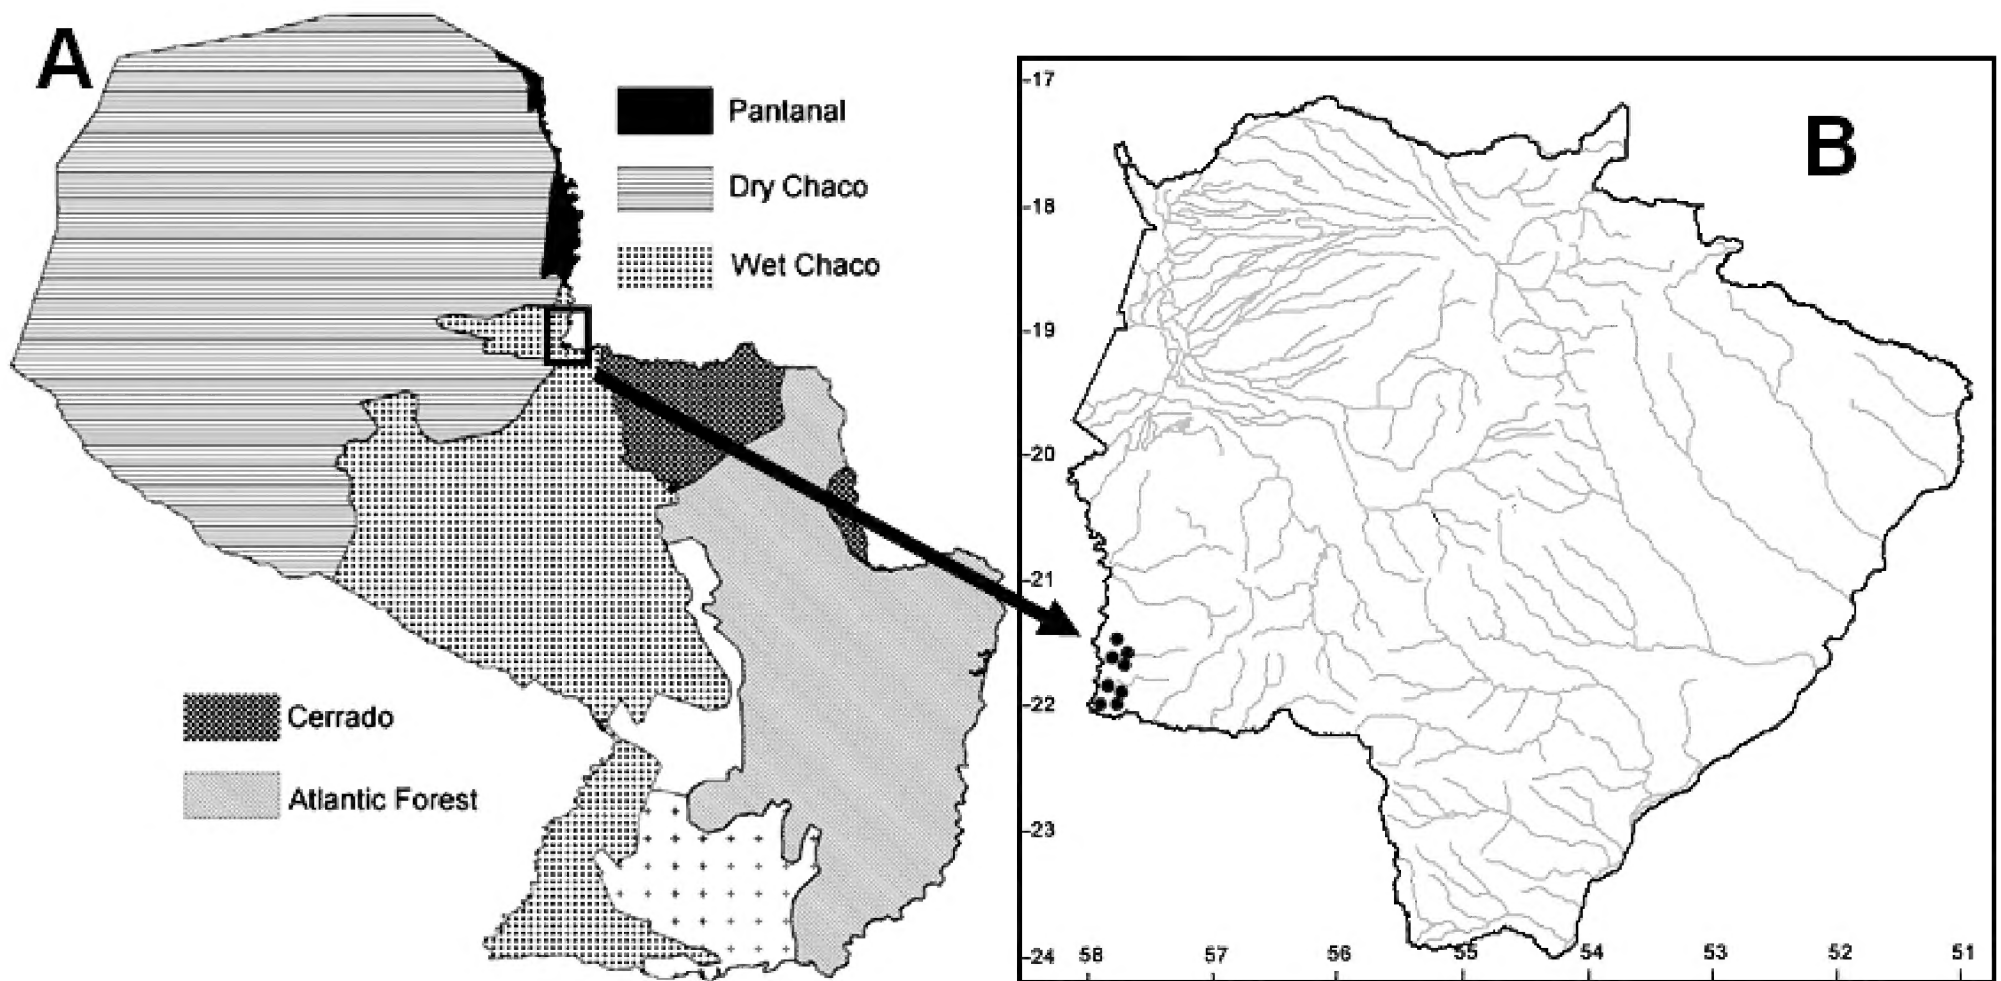 A
Pantanal
Dry Chaco
Wet Chaco
Cerrado
Atlantic Forest
B
-17
-18
-19
-20
-21
-22
-23
-24
58 57 56 55 54 53 52 51